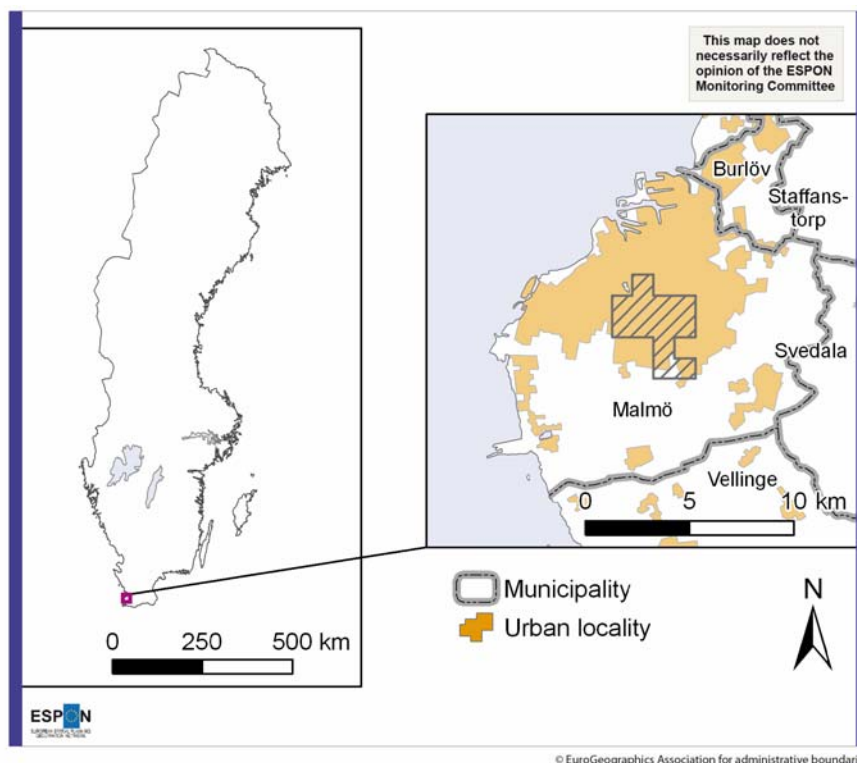 This map does not
necessarily reflect the
opinion of the ESPON
Monitoring Committee
Burlöv
Staffans-
torp
Svedala
Malmö
Vellinge
0 5 10 km
Municipality
Urban locality
N
0 250 500 km
ESPON
© EuroGeographics Association for administrative boundari